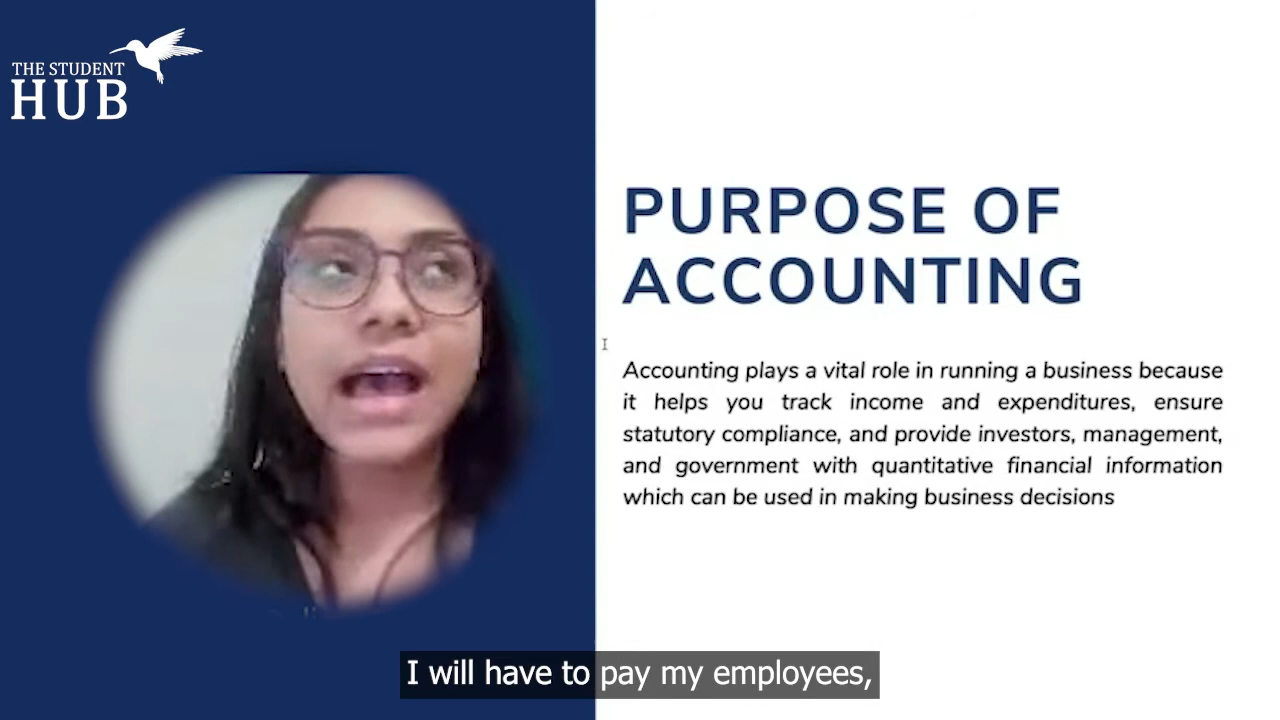 THE STUDENT
HUB
PURPOSE OF
ACCOUNTING
Accounting plays a vital role in running a business because
it helps you track income and expenditures, ensure
statutory compliance, and provide investors, management,
and government with quantitative financial information
which can be used in making business decisions
I will have to pay my employees,